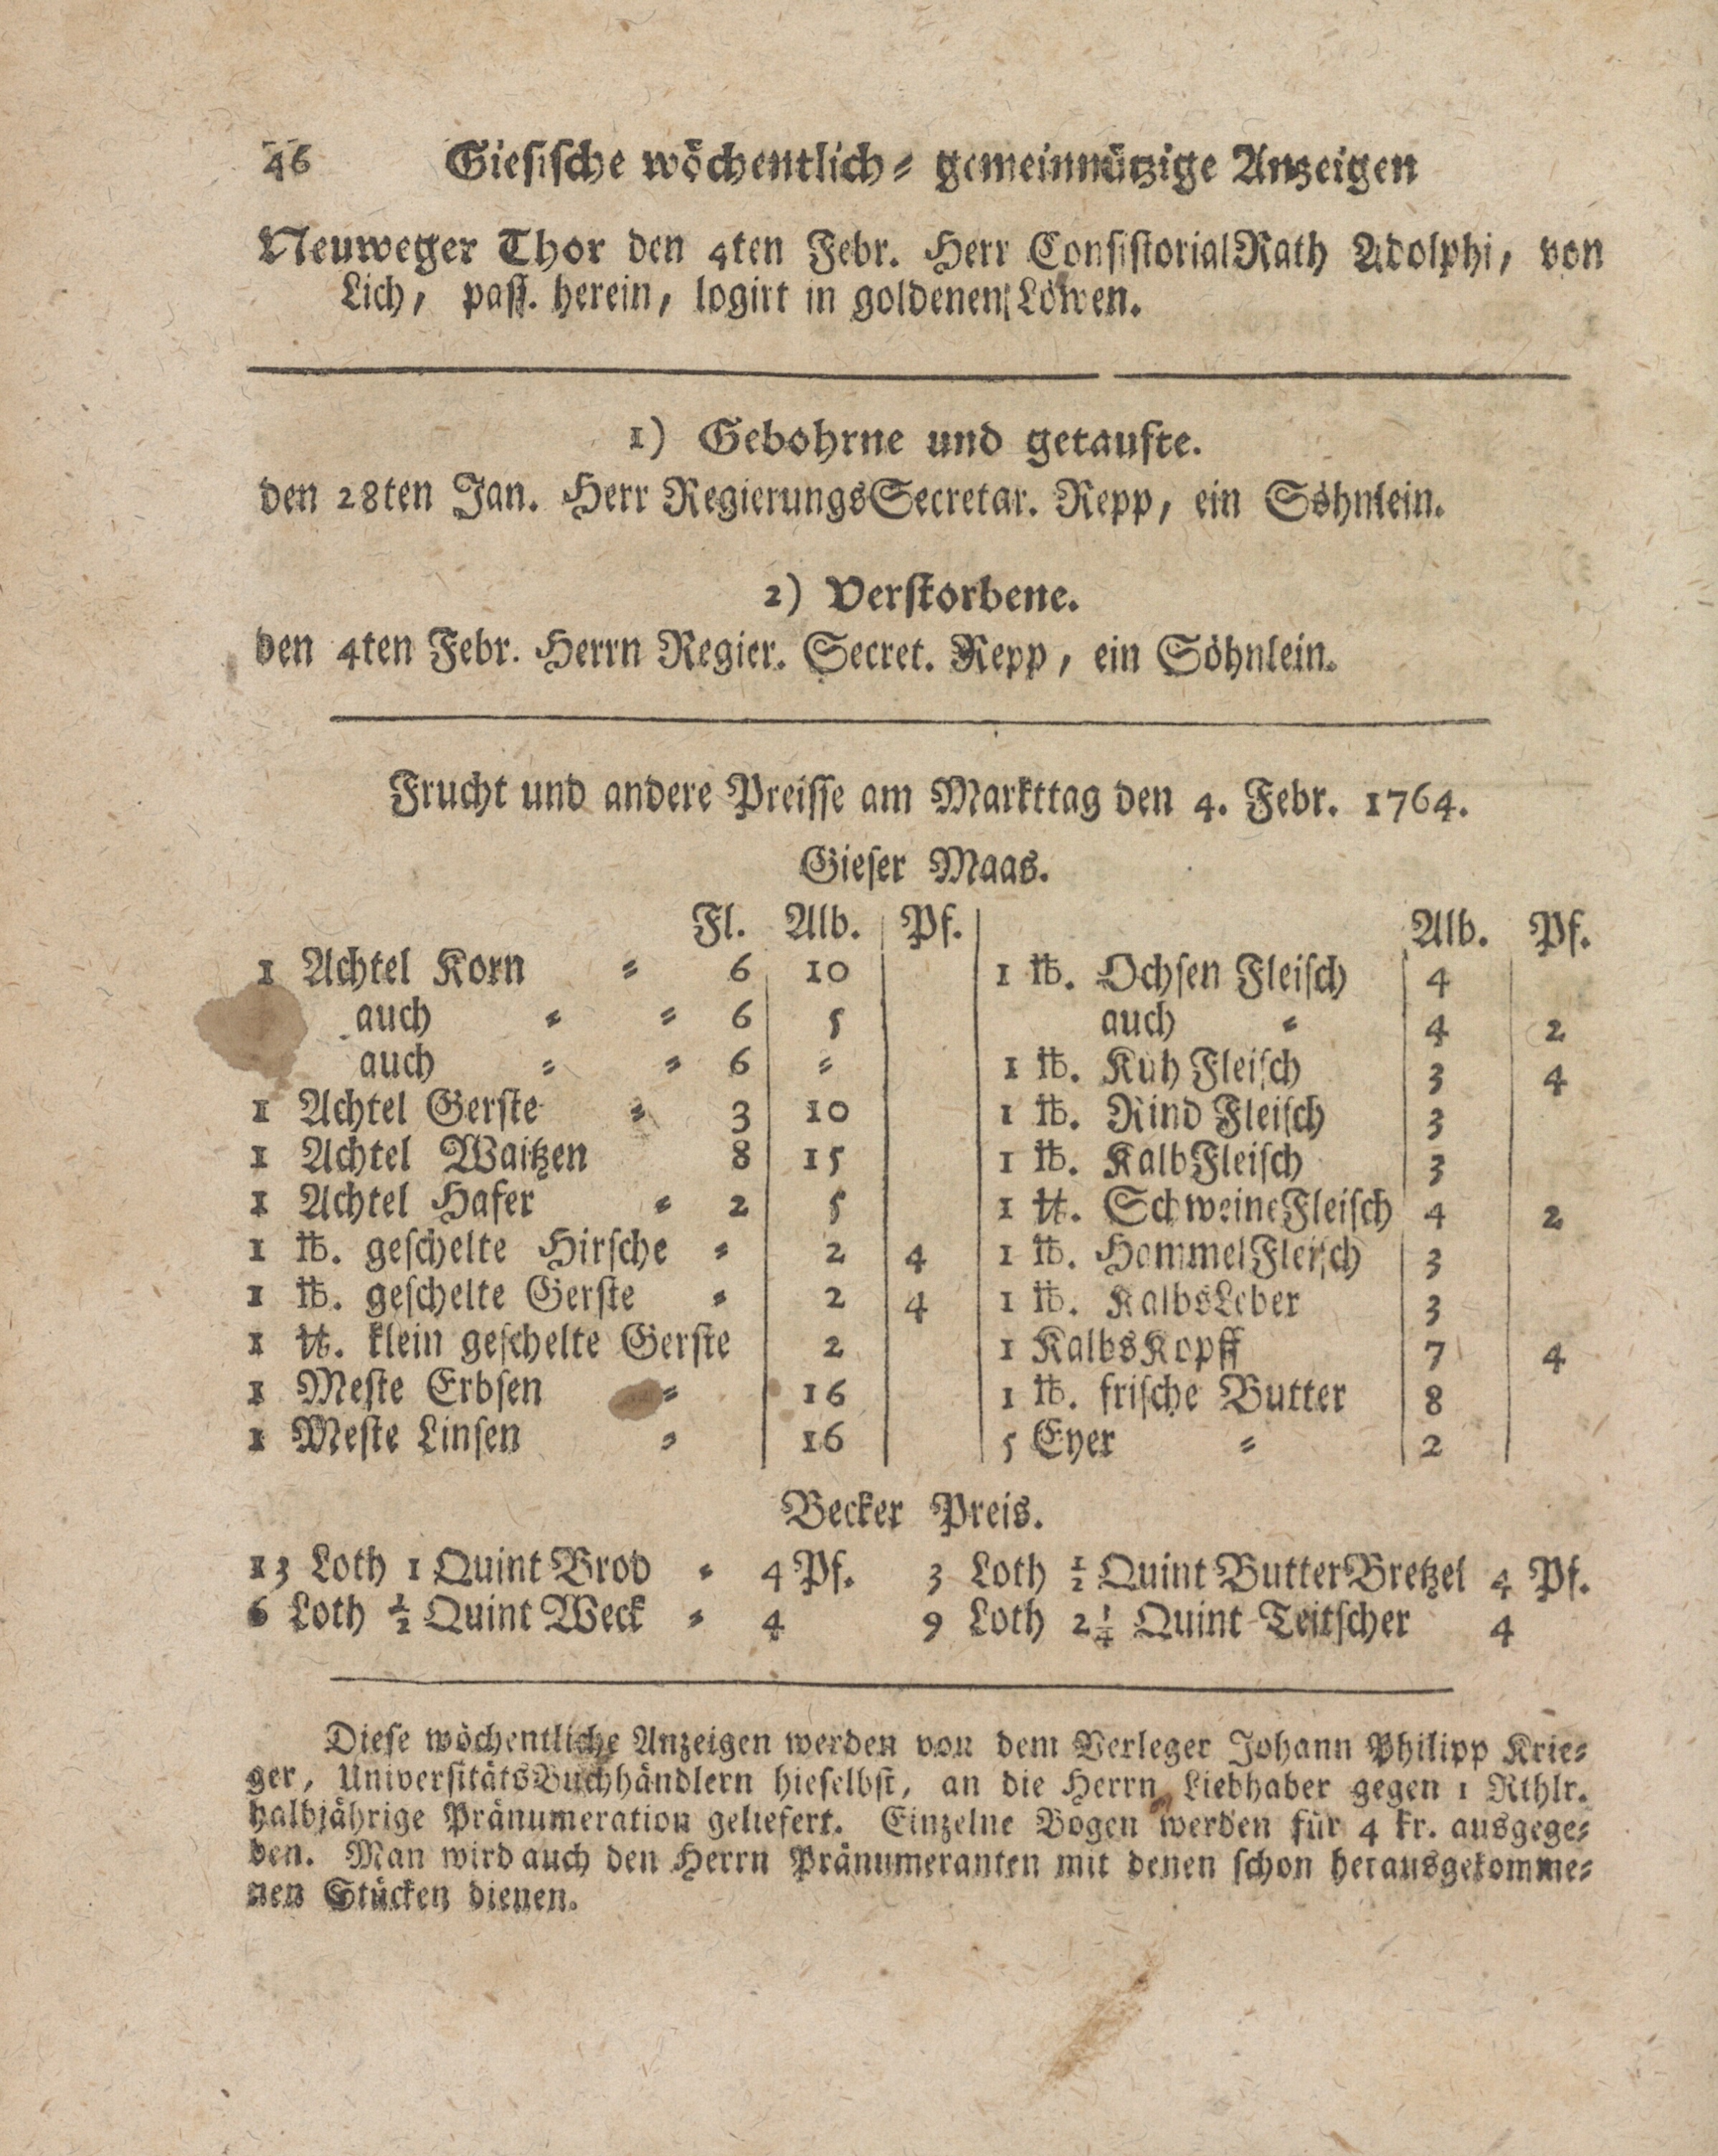 46 Giesische wöchentlich- gemeinnützige Anzeigen
Neuweger Thor den 4ten Febr. Herr ConsistorialRath Adolphi, von
Lich, pass. herein, logirt in goldenen Löwen.
1) Gebohrne und getaufte.
den 28ten Jan. Herr RegierungsSecretar. Repp, ein Söhnlein.
2) Verstorbene.
den 4ten Febr. Herrn Regier. Secret. Repp, ein Söhnlein.
Frucht und andere Preisse am Markttag den 4. Febr. 1764.
Gieser Maas.
Fl. Alb. Pf.
1 Achtel Korn = 6 10
auch = = 6 5
auch = = 6 =
1 Achtel Gerste = 3 10
1 Achtel Waitzen 8 15
1 Achtel Hafer = 2 5
1 ℔. geschelte Hirsche = 2 4
1 ℔. geschelte Gerste = 2 4
1 ℔. klein geschelte Gerste 2
1 Meste Erbsen = 16
1 Meste Linsen = 16
Alb. Pf.
1 ℔. Ochsen Fleisch 4
auch = 4 2
1 ℔. Kuh Fleisch 3 4
1 ℔. Rind Fleisch 3
1 ℔. KalbFleisch 3
1 ℔. SchweineFleisch 4 2
1 ℔. HammelFleisch 3
1 ℔. KalbsLeber 3
1 KalbsKopff 7 4
1 ℔. frische Butter 8
5 Eyer = 2
Becker Preis.
13 Loth 1 Quint Brod = 4 Pf. 3 Loth ½ Quint ButterBretzel 4 Pf.
6 Loth ½ Quint Weck = 4 9 Loth 2¼ Quint Teitscher 4
Diese wöchentliche Anzeigen werden von dem Verleger Johann Philipp Krie-
ger, UniversitätsBuchhändlern hieselbst, an die Herrn Liebhaber gegen 1 Rthlr.
halbjährige Pränumeration geliefert. Einzelne Bogen werden für 4 kr. ausgege-
ben. Man wird auch den Herrn Pränumeranten mit denen schon herausgekomme-
nen Stücken dienen.